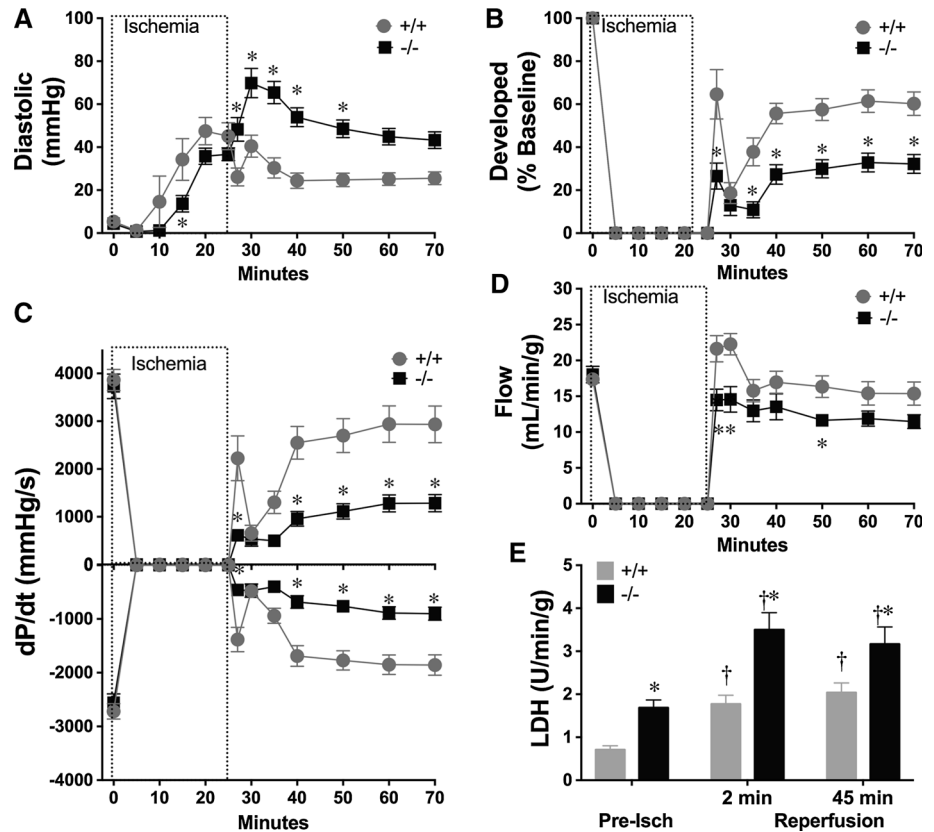 A
Ischemia
+/+
-/-
Diastolic
(mmHg)
100
80
60
40
20
0
*
*
*
*
*
*
0 10 20 30 40 50 60 70
Minutes
B
Ischemia
+/+
-/-
Developed
(% Baseline)
100
80
60
40
20
0
*
*
*
*
*
*
0 10 20 30 40 50 60 70
Minutes
C
Ischemia
+/+
-/-
dP/dt (mmHg/s)
4000
3000
2000
1000
0
-1000
-2000
-3000
-4000
*
*
*
*
*
*
*
*
*
*
0 10 20 30 40 50 60 70
Minutes
D
Ischemia
+/+
-/-
Flow
(mL/min/g)
30
25
20
15
10
5
0
**
*
0 10 20 30 40 50 60 70
Minutes
E
+/+
-/-
LDH (U/min/g)
5
4
3
2
1
0
*
†
†*
†
†*
2 min 45 min
Pre-Isch Reperfusion